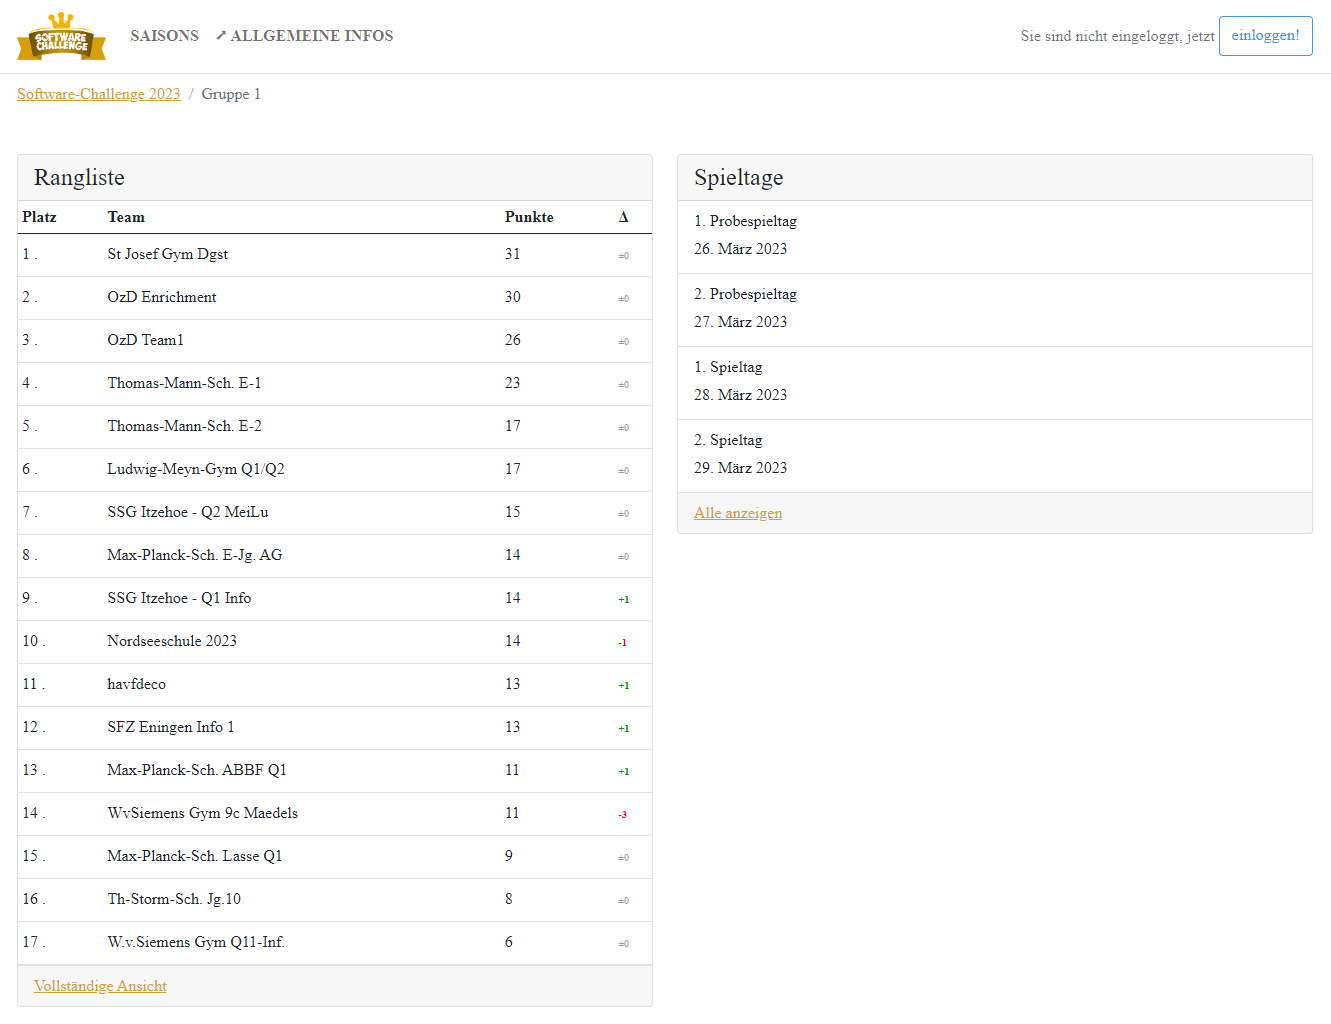 SOFTWARE
CHALLENGE
SAISONS ➚ ALLGEMEINE INFOS
Sie sind nicht eingeloggt, jetzt einloggen!
Software-Challenge 2023 / Gruppe 1
Rangliste
Platz Team Punkte Δ
1 . St Josef Gym Dgst 31 ±0
2 . OzD Enrichment 30 ±0
3 . OzD Team1 26 ±0
4 . Thomas-Mann-Sch. E-1 23 ±0
5 . Thomas-Mann-Sch. E-2 17 ±0
6 . Ludwig-Meyn-Gym Q1/Q2 17 ±0
7 . SSG Itzehoe - Q2 MeiLu 15 ±0
8 . Max-Planck-Sch. E-Jg. AG 14 ±0
9 . SSG Itzehoe - Q1 Info 14 +1
10 . Nordseeschule 2023 14 -1
11 . havfdeco 13 +1
12 . SFZ Eningen Info 1 13 +1
13 . Max-Planck-Sch. ABBF Q1 11 +1
14 . WvSiemens Gym 9c Maedels 11 -3
15 . Max-Planck-Sch. Lasse Q1 9 ±0
16 . Th-Storm-Sch. Jg.10 8 ±0
17 . W.v.Siemens Gym Q11-Inf. 6 ±0
Vollständige Ansicht
Spieltage
1. Probespieltag
26. März 2023
2. Probespieltag
27. März 2023
1. Spieltag
28. März 2023
2. Spieltag
29. März 2023
Alle anzeigen